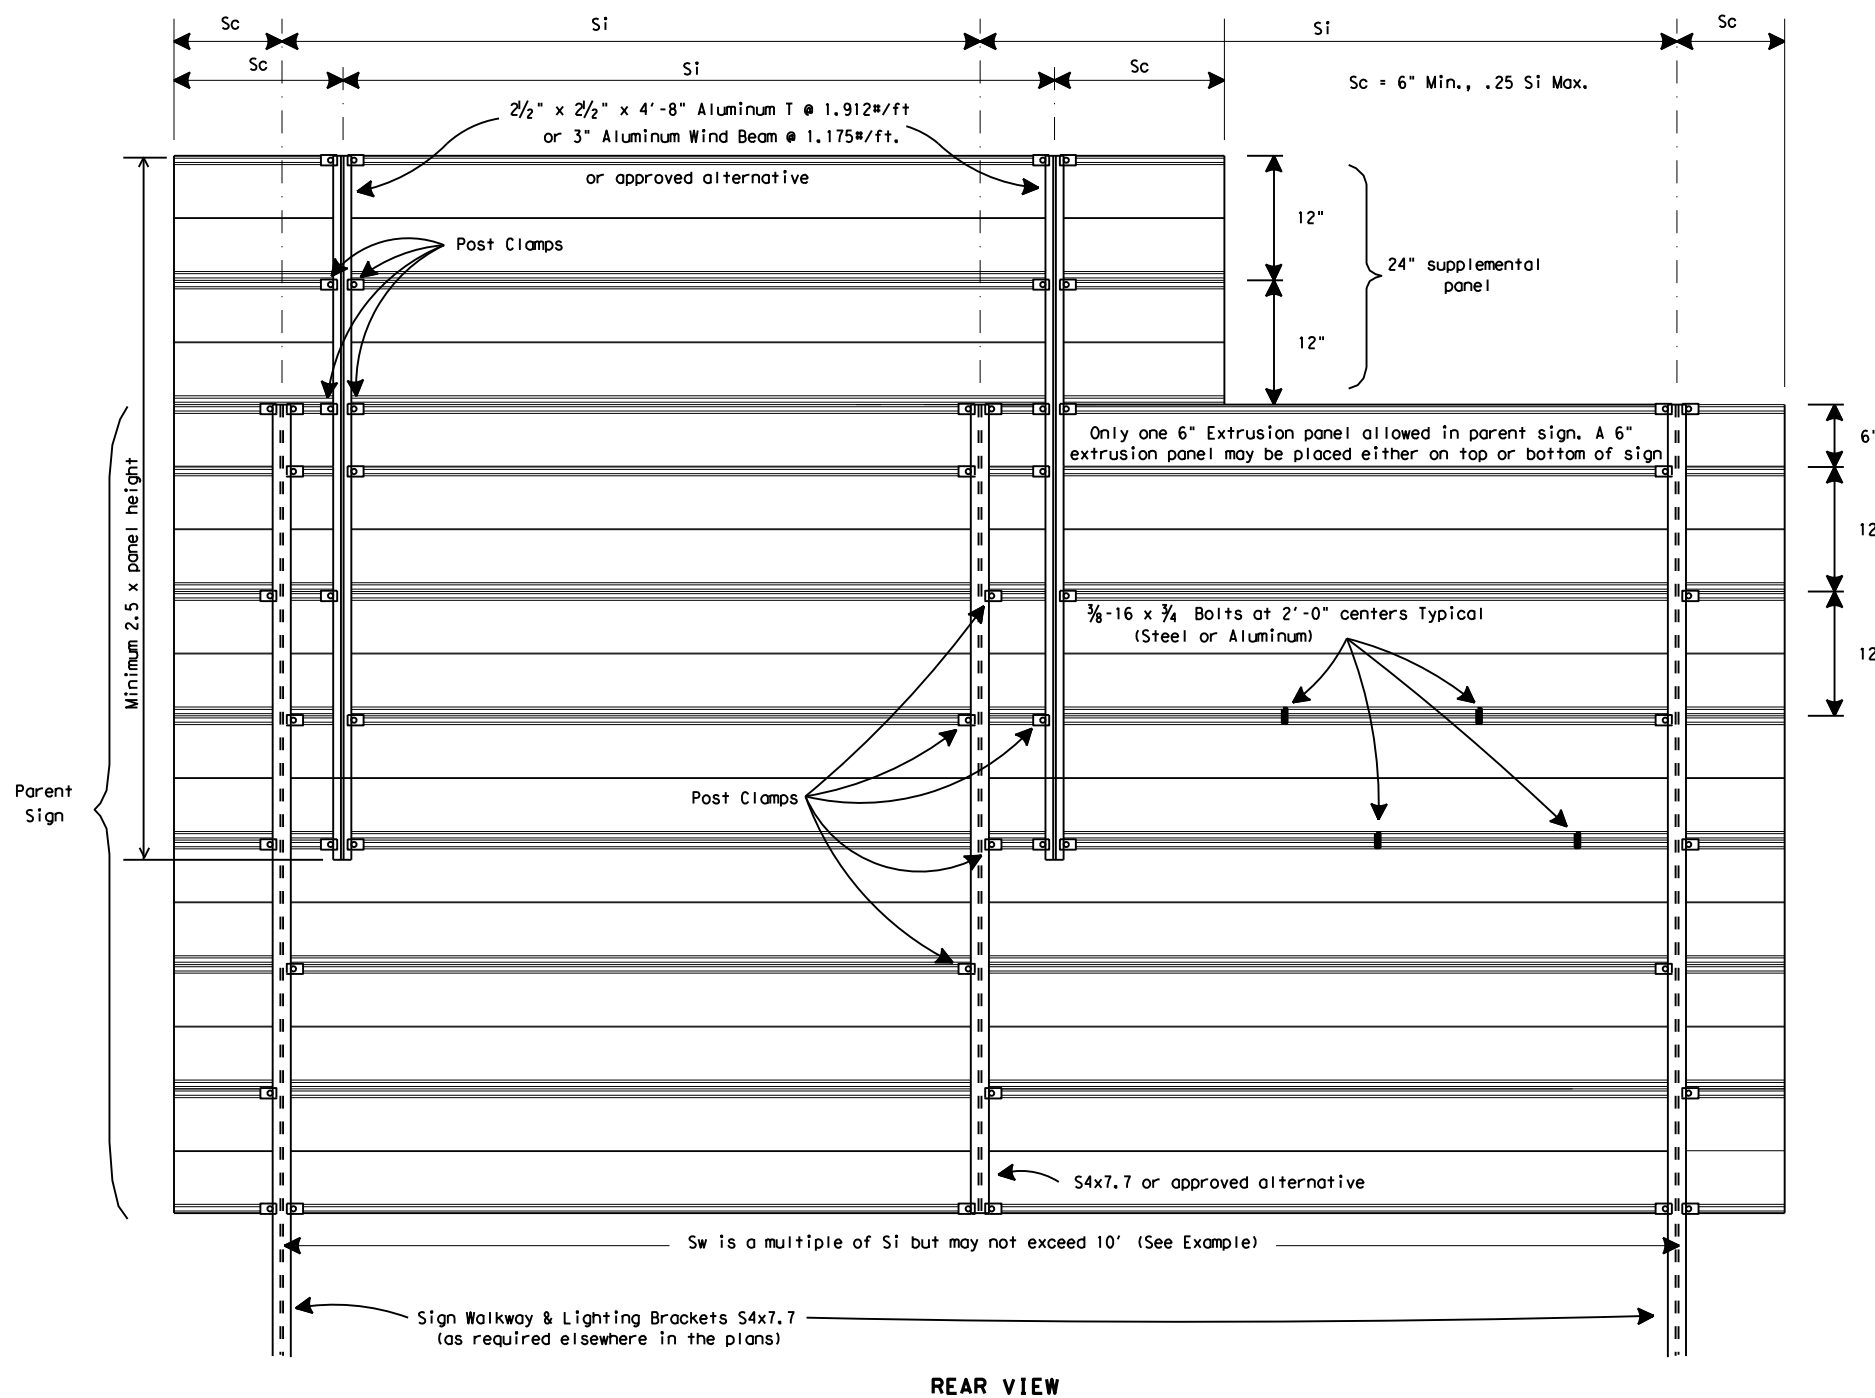 Sc
Si
Si
Sc
Sc
Si
Sc
Sc = 6" Min., .25 Si Max.
2½" x 2½" x 4'-8" Aluminum T @ 1.912#/ft
or 3" Aluminum Wind Beam @ 1.175#/ft.
or approved alternative
12"
Post Clamps
24" supplemental
panel
12"
Only one 6" Extrusion panel allowed in parent sign. A 6"
extrusion panel may be placed either on top or bottom of sign
6"
Minimum 2.5 x panel height
12
⅜-16 x ¾ Bolts at 2'-0" centers Typical
(Steel or Aluminum)
12
Parent
Sign
Post Clamps
S4x7.7 or approved alternative
Sw is a multiple of Si but may not exceed 10' (See Example)
Sign Walkway & Lighting Brackets S4x7.7
(as required elsewhere in the plans)
REAR VIEW